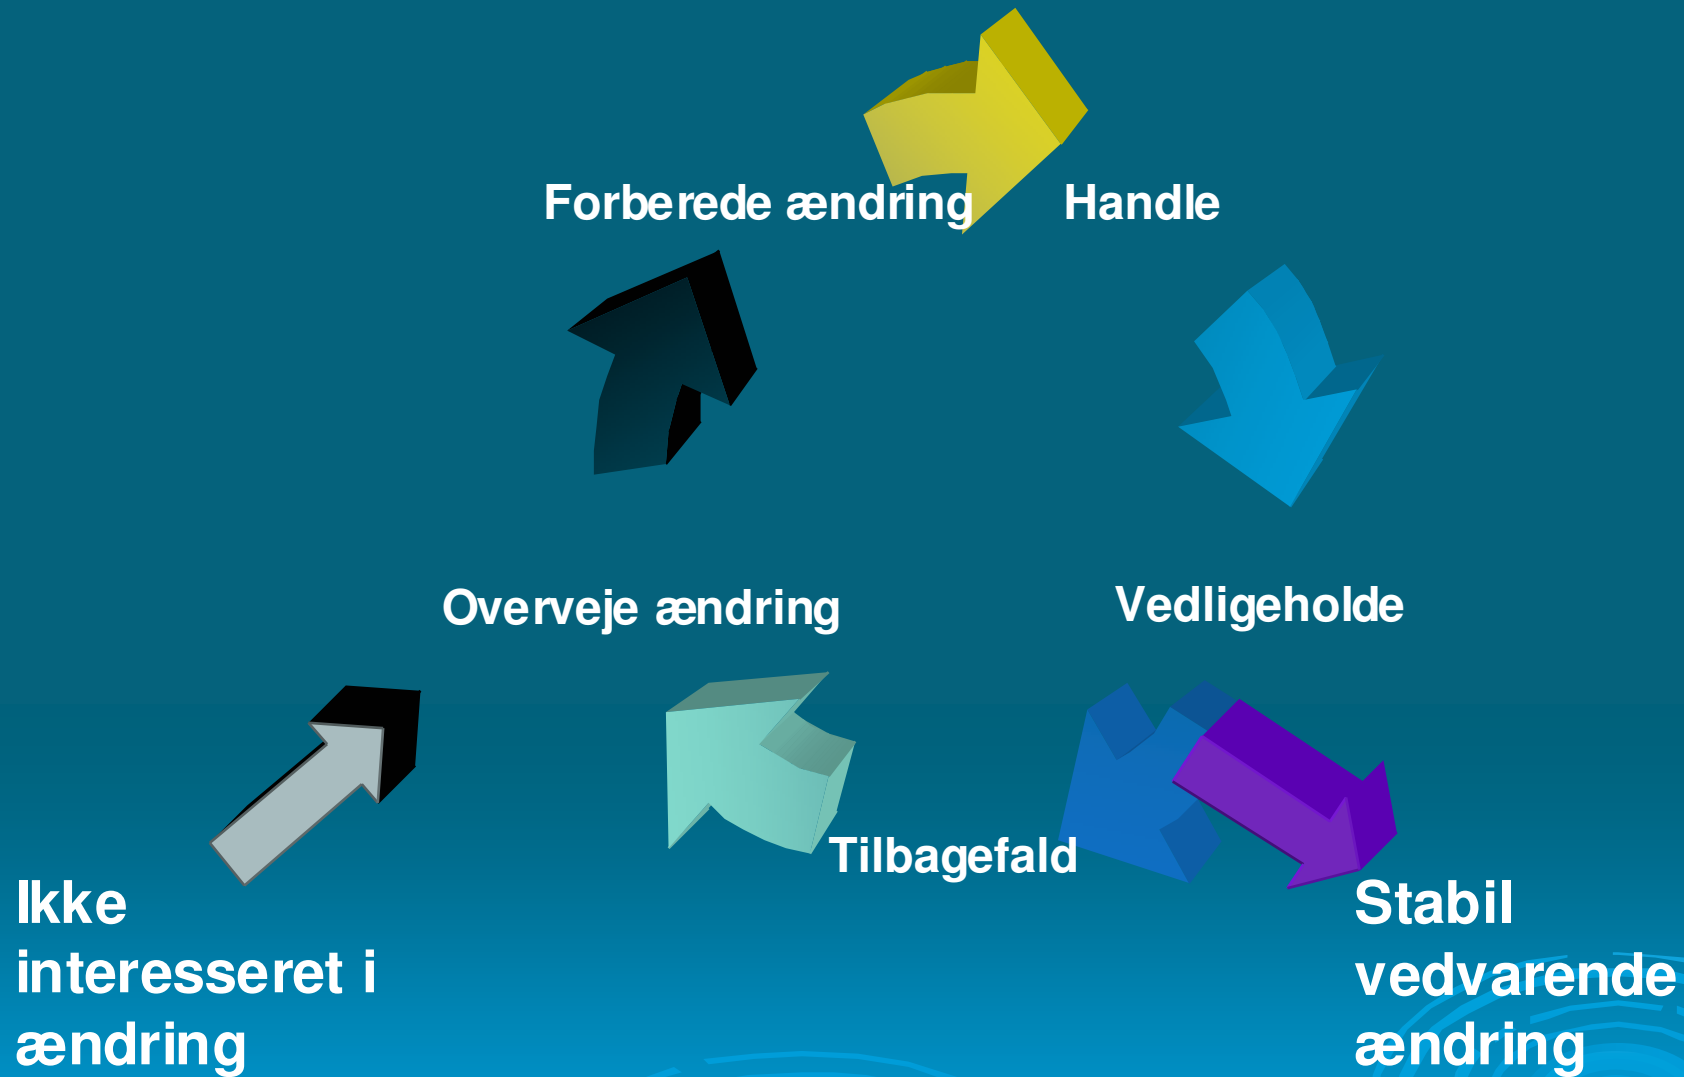 Forberede ændring
Handle
Overveje ændring
Vedligeholde
Tilbagefald
Ikke
interesseret i
ændring
Stabil
vedvarende
ændring